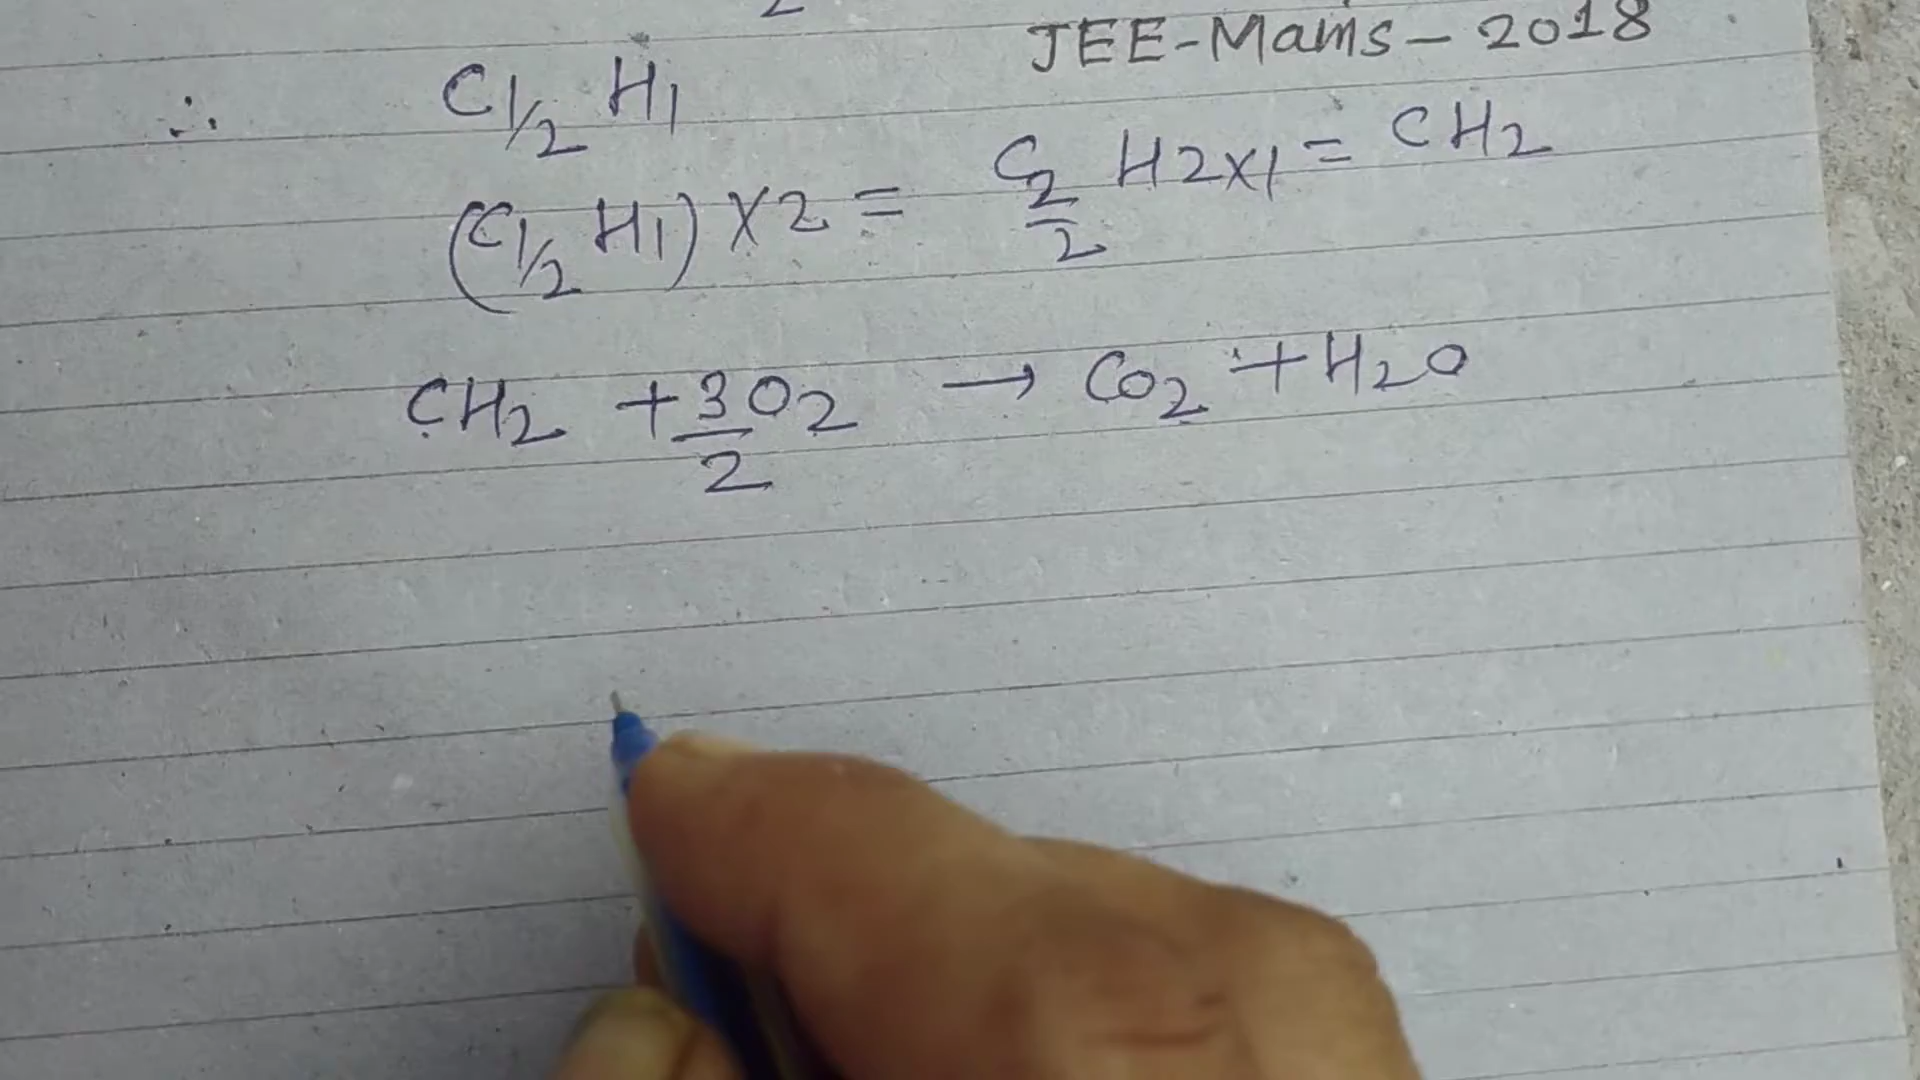 2
JEE-Mains-2018
∴ C1/2 H1
(C1/2 H1) X2 = C2/2 H2X1 = CH2
CH2 + 3/2 O2 → CO2 + H2O